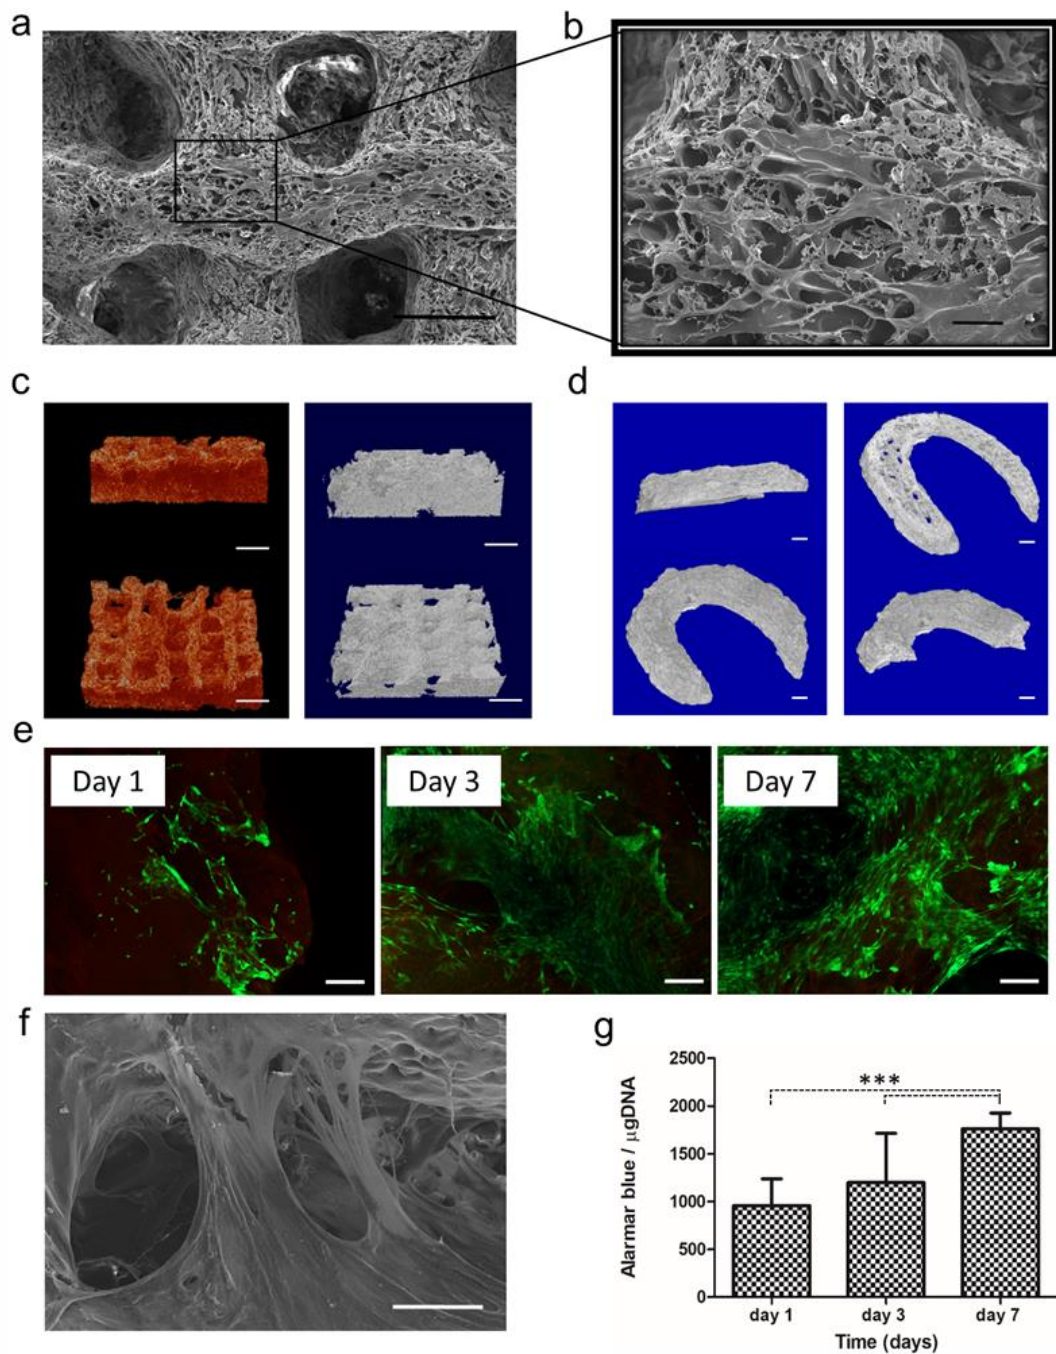 a
b
c
d
e
Day 1
Day 3
Day 7
f
g
2500
2000
1500
1000
500
0
Alarmar blue / μgDNA
***
day 1
day 3
day 7
Time (days)